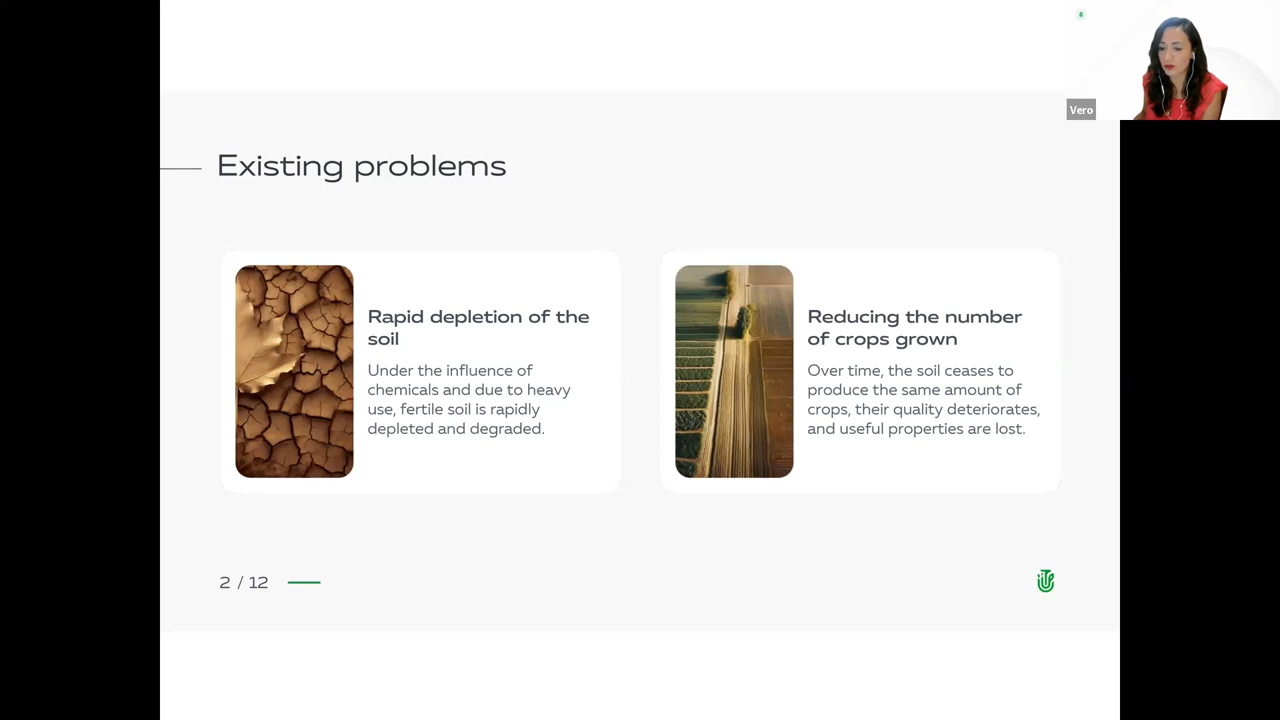 Vero
Existing problems
Rapid depletion of the
soil
Under the influence of
chemicals and due to heavy
use, fertile soil is rapidly
depleted and degraded.
Reducing the number
of crops grown
Over time, the soil ceases to
produce the same amount of
crops, their quality deteriorates,
and useful properties are lost.
2 / 12